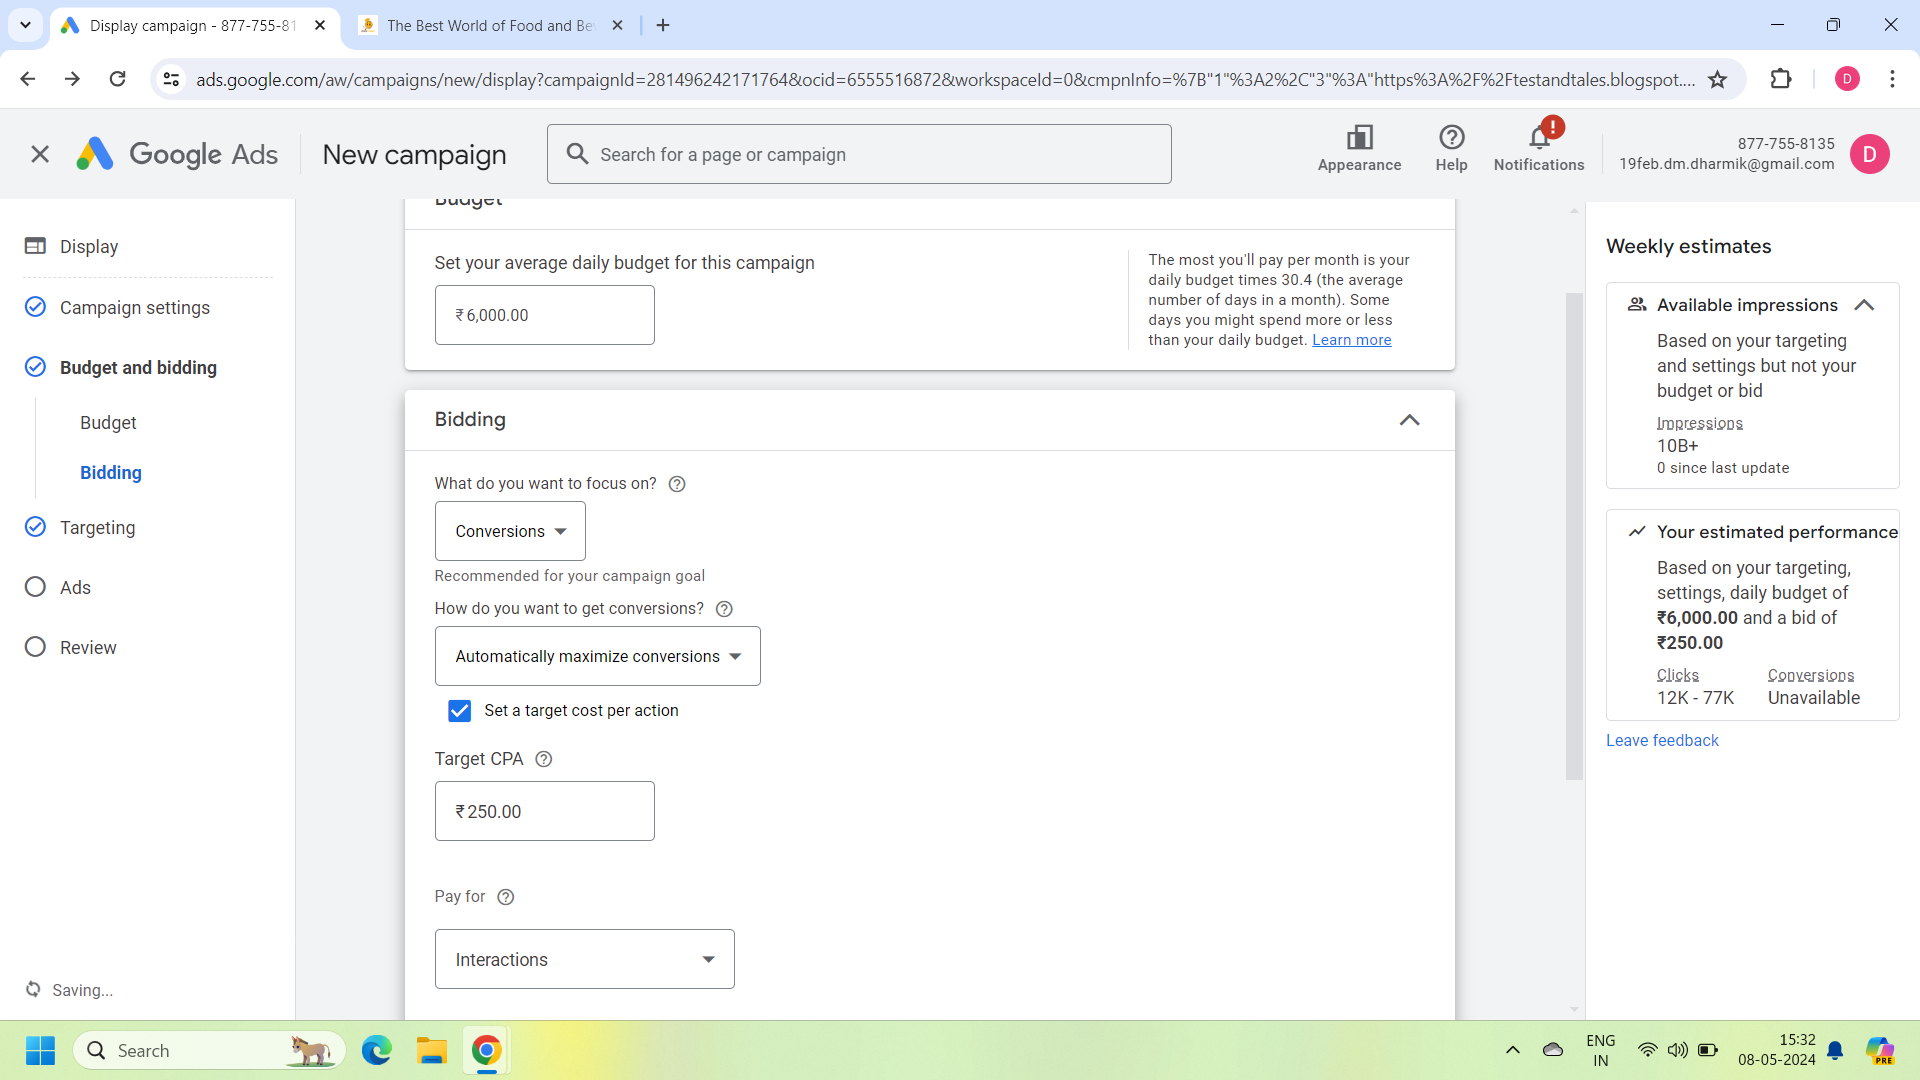 Display campaign - 877-755-81
The Best World of Food and Be
ads.google.com/aw/campaigns/new/display?campaignId=281496242171764&ocid=6555516872&workspaceId=0&cmpnInfo=%7B"1"%3A2%2C"3"%3A"https%3A%2F%2Ftestandtales.blogspot....
D
Google Ads
New campaign
Search for a page or campaign
Appearance
Help
!
Notifications
877-755-8135
19feb.dm.dharmik@gmail.com
D
Display
Campaign settings
Budget and bidding
Budget
Bidding
Targeting
Ads
Review
Saving...
Budget
Set your average daily budget for this campaign
₹6,000.00
The most you'll pay per month is your
daily budget times 30.4 (the average
number of days in a month). Some
days you might spend more or less
than your daily budget. Learn more
Bidding
What do you want to focus on?
Conversions
Recommended for your campaign goal
How do you want to get conversions?
Automatically maximize conversions
Set a target cost per action
Target CPA
₹250.00
Pay for
Interactions
Weekly estimates
Available impressions
Based on your targeting
and settings but not your
budget or bid
Impressions
10B+
0 since last update
Your estimated performance
Based on your targeting,
settings, daily budget of
₹6,000.00 and a bid of
₹250.00
Clicks Conversions
12K - 77K Unavailable
Leave feedback
Search
ENG
IN
15:32
08-05-2024
PRE